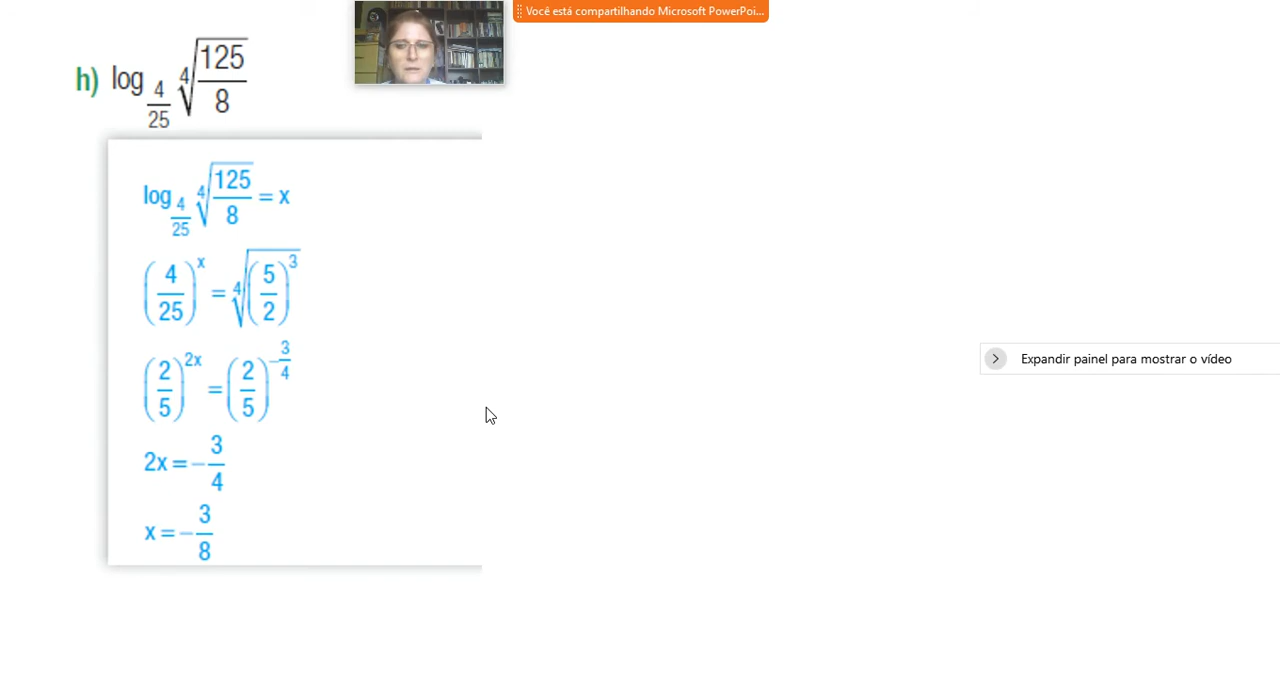 Você está compartilhando Microsoft PowerPoi...
h) log_{4/25} ⁴√(125/8)
log_{4/25} ⁴√(125/8) = x
(4/25)^x = ⁴√((5/2)^3)
(2/5)^{2x} = (2/5)^{-3/4}
2x = -3/4
x = -3/8
Expandir painel para mostrar o vídeo